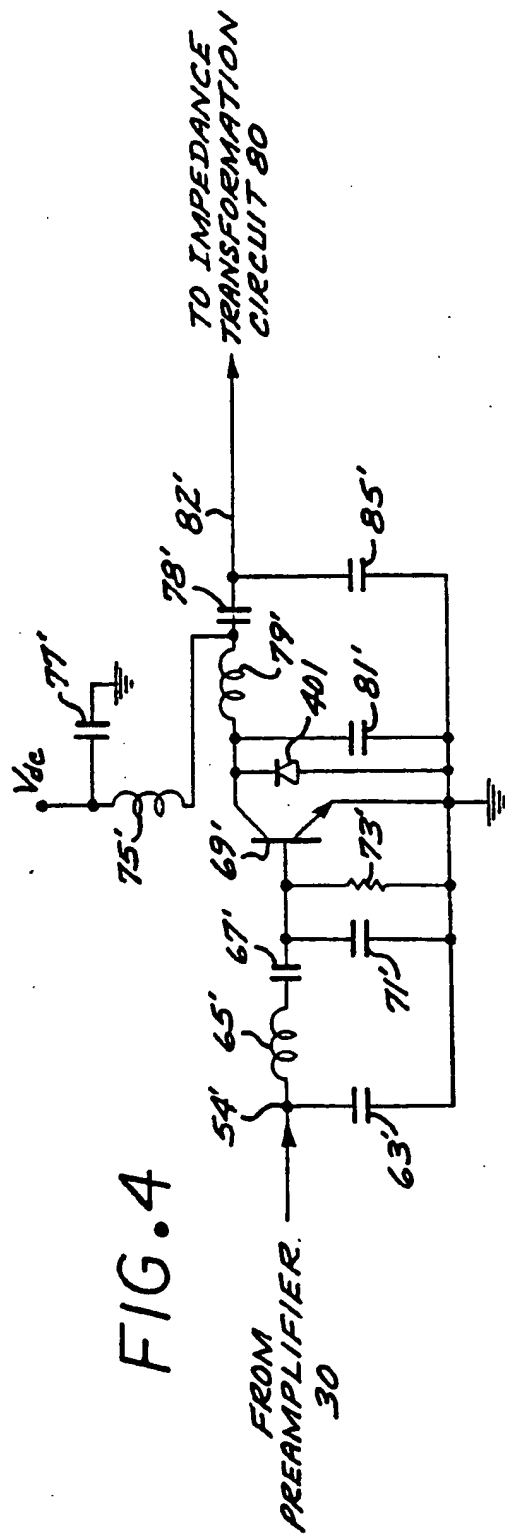 FIG. 4
FROM
PREAMPLIFIER
30
54'
63'
65'
67'
71'
73'
69'
75'
Vdc
77'
401
81'
79'
78'
82'
85'
TO IMPEDANCE
TRANSFORMATION
CIRCUIT 80